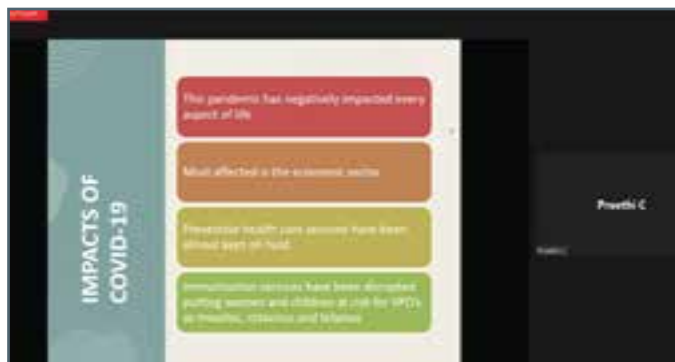 IMPACTS OF
COVID-19
This pandemic has negatively impacted every
aspect of life
Most affected is the economic sector
Preventive health care services have been
almost kept on hold
Immunization services have been disrupted
putting women and children at risk for VPD's
as measles, rotavirus and tetanus
Preethi C
Preethi C